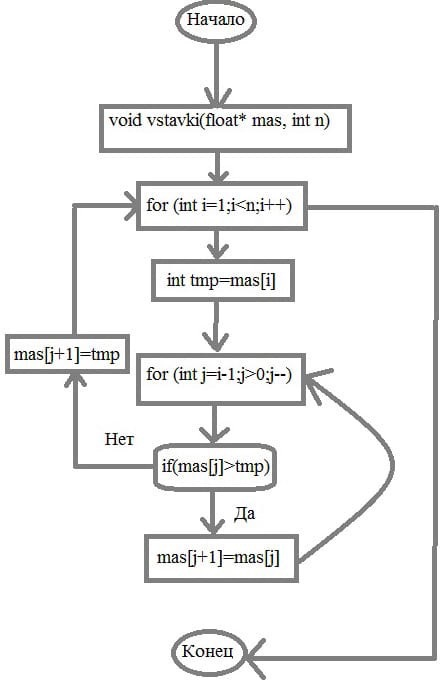 Начало
void vstavki(float* mas, int n)
for (int i=1;i<n;i++)
int tmp=mas[i]
mas[j+1]=tmp
for (int j=i-1;j>0;j--)
Нет
if(mas[j]>tmp)
Да
mas[j+1]=mas[j]
Конец